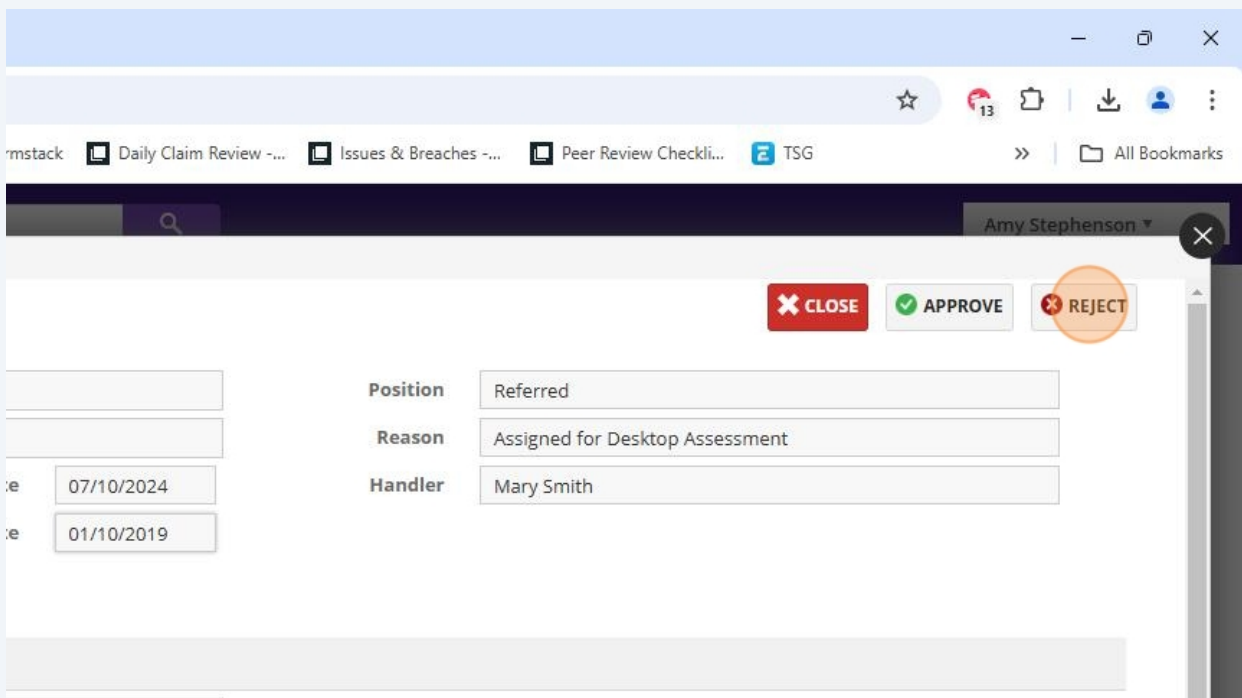 13
rmstack Daily Claim Review -... Issues & Breaches -... Peer Review Checkli... TSG » All Bookmarks
Amy Stephenson
CLOSE APPROVE REJECT
Position Referred
Reason Assigned for Desktop Assessment
e 07/10/2024 Handler Mary Smith
e 01/10/2019